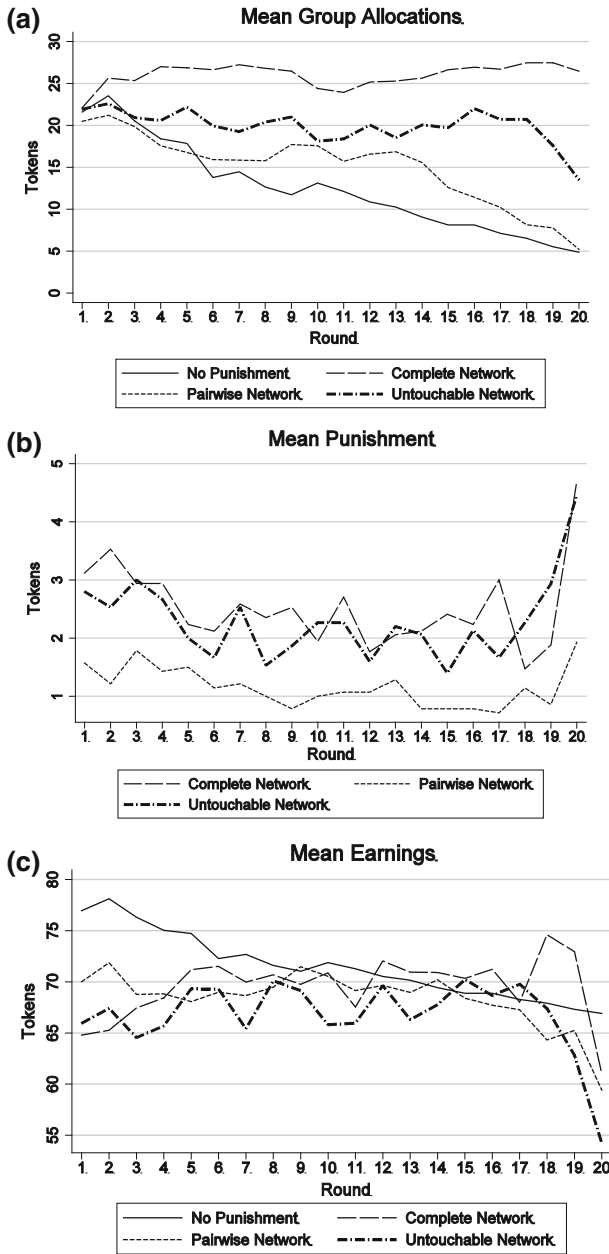 (a)
Mean Group Allocations.
30
25
20
15
10
5
0
Tokens
1. 2. 3. 4. 5. 6. 7. 8. 9. 10. 11. 12. 13. 14. 15. 16. 17. 18. 19. 20.
Round.
No Punishment. Complete Network.
Pairwise Network. Untouchable Network.
(b)
Mean Punishment.
5
4
3
2
1
Tokens
1. 2. 3. 4. 5. 6. 7. 8. 9. 10. 11. 12. 13. 14. 15. 16. 17. 18. 19. 20.
Round.
Complete Network. Pairwise Network.
Untouchable Network.
(c)
Mean Earnings.
80
75
70
65
60
55
Tokens
1. 2. 3. 4. 5. 6. 7. 8. 9. 10. 11. 12. 13. 14. 15. 16. 17. 18. 19. 20.
Round.
No Punishment. Complete Network.
Pairwise Network. Untouchable Network.